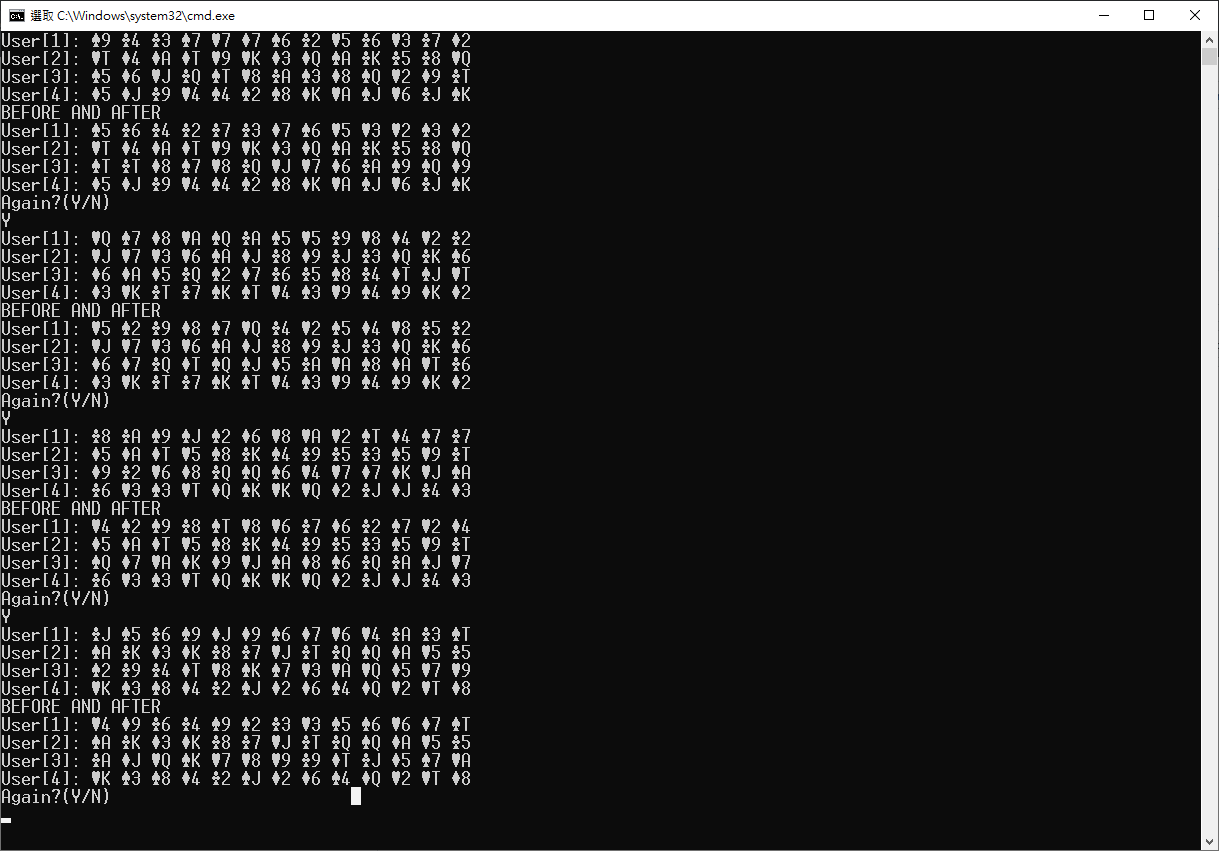 選取 C:\Windows\system32\cmd.exe
User[1]: ♠9 ♣4 ♣3 ♠7 ♥7 ♦7 ♠6 ♣2 ♥5 ♣6 ♥3 ♣7 ♠2
User[2]: ♥T ♠4 ♦A ♠T ♥9 ♥K ♠3 ♦Q ♠A ♣K ♣5 ♠8 ♥Q
User[3]: ♠5 ♦6 ♥J ♣Q ♠T ♥8 ♣A ♣3 ♦8 ♠Q ♥2 ♦9 ♣T
User[4]: ♦5 ♦J ♣9 ♥4 ♠4 ♠2 ♠8 ♦K ♥A ♠J ♥6 ♣J ♠K
BEFORE AND AFTER
User[1]: ♠5 ♣6 ♣4 ♣2 ♣7 ♣3 ♦7 ♠6 ♥5 ♥3 ♥2 ♠3 ♦2
User[2]: ♥T ♦4 ♦A ♦T ♥9 ♥K ♦3 ♦Q ♠A ♣K ♣5 ♠8 ♥Q
User[3]: ♠T ♣T ♦8 ♠7 ♥8 ♣Q ♥J ♥7 ♦6 ♣A ♠9 ♠Q ♦9
User[4]: ♦5 ♦J ♣9 ♥4 ♠4 ♠2 ♠8 ♦K ♥A ♠J ♥6 ♣J ♠K
Again?(Y/N)
Y
User[1]: ♥Q ♠7 ♦8 ♥A ♠Q ♣A ♠5 ♥5 ♣9 ♥8 ♦4 ♥2 ♣2
User[2]: ♥J ♥7 ♥3 ♥6 ♠A ♦J ♣8 ♦9 ♣J ♣3 ♦Q ♣K ♠6
User[3]: ♦6 ♦A ♦5 ♣Q ♠2 ♦7 ♣6 ♣5 ♠8 ♣4 ♦T ♠J ♥T
User[4]: ♦3 ♥K ♣T ♣7 ♠K ♠T ♥4 ♠3 ♥9 ♠4 ♠9 ♦K ♦2
BEFORE AND AFTER
User[1]: ♥5 ♠2 ♣9 ♦8 ♠7 ♥Q ♣4 ♥2 ♠5 ♦4 ♥8 ♣5 ♣2
User[2]: ♥J ♥7 ♥3 ♥6 ♠A ♦J ♣8 ♦9 ♣J ♣3 ♦Q ♣K ♠6
User[3]: ♦6 ♦7 ♣Q ♦T ♠Q ♠J ♦5 ♣A ♥A ♠8 ♦A ♥T ♣6
User[4]: ♦3 ♥K ♣T ♣7 ♠K ♠T ♥4 ♠3 ♥9 ♠4 ♠9 ♦K ♦2
Again?(Y/N)
Y
User[1]: ♣8 ♣A ♠9 ♠J ♠2 ♦6 ♥8 ♥A ♥2 ♠T ♦4 ♠7 ♣7
User[2]: ♦5 ♦A ♦T ♥5 ♠8 ♣K ♠4 ♣9 ♣5 ♣3 ♠5 ♥9 ♣T
User[3]: ♦9 ♣2 ♥6 ♦8 ♣Q ♠Q ♠6 ♥4 ♥7 ♦7 ♦K ♥J ♠A
User[4]: ♣6 ♥3 ♠3 ♥T ♦Q ♠K ♥K ♥Q ♦2 ♣J ♦J ♣4 ♦3
BEFORE AND AFTER
User[1]: ♥4 ♠2 ♠9 ♣8 ♠T ♥8 ♥6 ♣7 ♦6 ♣2 ♠7 ♥2 ♦4
User[2]: ♦5 ♦A ♦T ♥5 ♠8 ♣K ♠4 ♣9 ♣5 ♣3 ♠5 ♥9 ♣T
User[3]: ♠Q ♦7 ♥A ♦K ♦9 ♥J ♠A ♦8 ♠6 ♣Q ♣A ♠J ♥7
User[4]: ♣6 ♥3 ♠3 ♥T ♦Q ♠K ♥K ♥Q ♦2 ♣J ♦J ♣4 ♦3
Again?(Y/N)
Y
User[1]: ♣J ♠5 ♣6 ♠9 ♦J ♦9 ♠6 ♦7 ♥6 ♥4 ♣A ♣3 ♠T
User[2]: ♠A ♣K ♦3 ♦K ♣8 ♣7 ♥J ♣T ♣Q ♠Q ♦A ♥5 ♣5
User[3]: ♠2 ♣9 ♣4 ♦T ♥8 ♠K ♠7 ♥3 ♥A ♥Q ♦5 ♥7 ♥9
User[4]: ♥K ♠3 ♠8 ♦4 ♣2 ♠J ♦2 ♦6 ♠4 ♦Q ♥2 ♥T ♦8
BEFORE AND AFTER
User[1]: ♥4 ♦9 ♣6 ♣4 ♠9 ♠2 ♣3 ♥3 ♠5 ♠6 ♥6 ♦7 ♠T
User[2]: ♠A ♣K ♦3 ♦K ♣8 ♣7 ♥J ♣T ♣Q ♠Q ♦A ♥5 ♣5
User[3]: ♣A ♦J ♥Q ♠K ♥7 ♥8 ♥9 ♣9 ♦T ♣J ♦5 ♠7 ♥A
User[4]: ♥K ♠3 ♠8 ♦4 ♣2 ♠J ♦2 ♦6 ♠4 ♦Q ♥2 ♥T ♦8
Again?(Y/N)